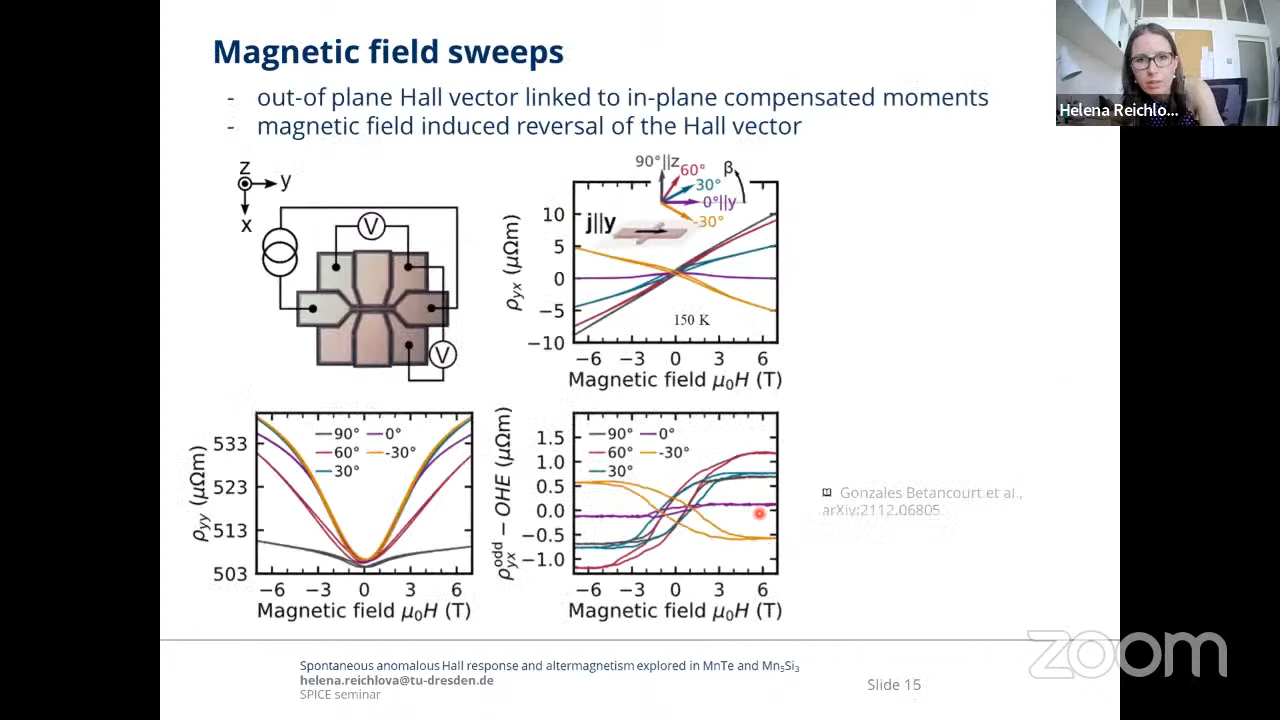 Magnetic field sweeps
- out-of plane Hall vector linked to in-plane compensated moments
- magnetic field induced reversal of the Hall vector
Helena Reichlo...
z
y
x
V
V
90°||z
60°
β
30°
0°||y
-30°
j||y
ρyx (μΩm)
10
5
0
−5
−10
150 K
−6 −3 0 3 6
Magnetic field μ0H (T)
ρyy (μΩm)
533
523
513
503
90° 0°
60° -30°
30°
−6 −3 0 3 6
Magnetic field μ0H (T)
ρyx^odd − OHE (μΩm)
1.5
1.0
0.5
0.0
−0.5
−1.0
90° 0°
60° -30°
30°
−6 −3 0 3 6
Magnetic field μ0H (T)
Gonzales Betancourt et al.,
arXiv:2112.06805
Spontaneous anomalous Hall response and altermagnetism explored in MnTe and Mn5Si3
helena.reichlova@tu-dresden.de
SPICE seminar
Slide 15
zoom